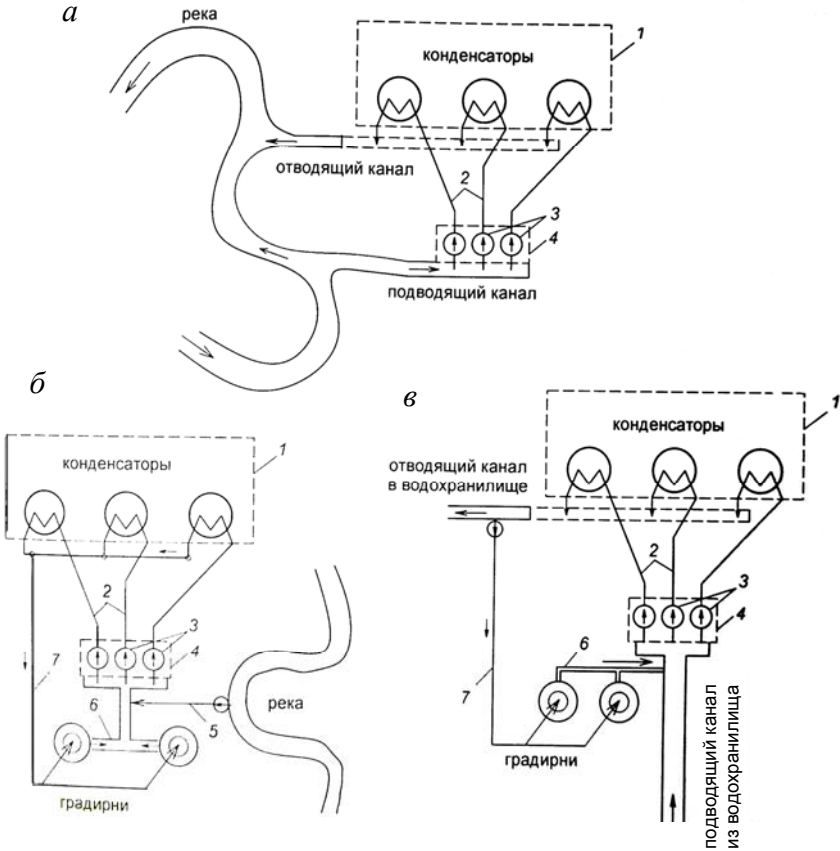 а
река
1
конденсаторы
отводящий канал
2
3
4
подводящий канал
б
1
конденсаторы
2
3
4
7
6
5
река
градирни
в
1
конденсаторы
отводящий канал
в водохранилище
2
3
4
6
7
градирни
подводящий канал
из водохранилища